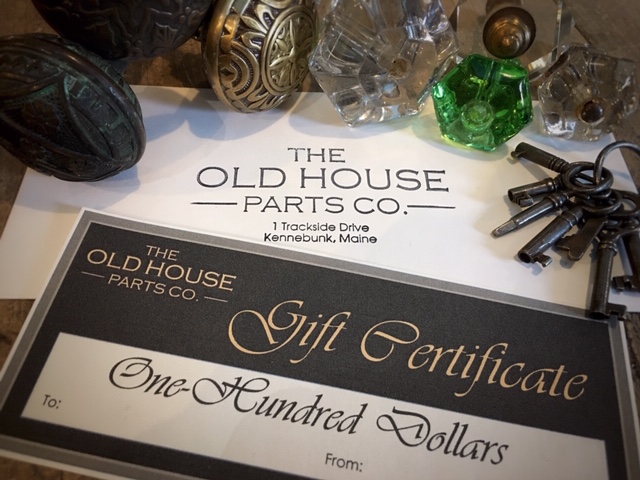 THE
OLD HOUSE
PARTS CO.
1 Trackside Drive
Kennebunk, Maine
THE
OLD HOUSE
PARTS CO.
Gift Certificate
One-Hundred Dollars
To:
From: